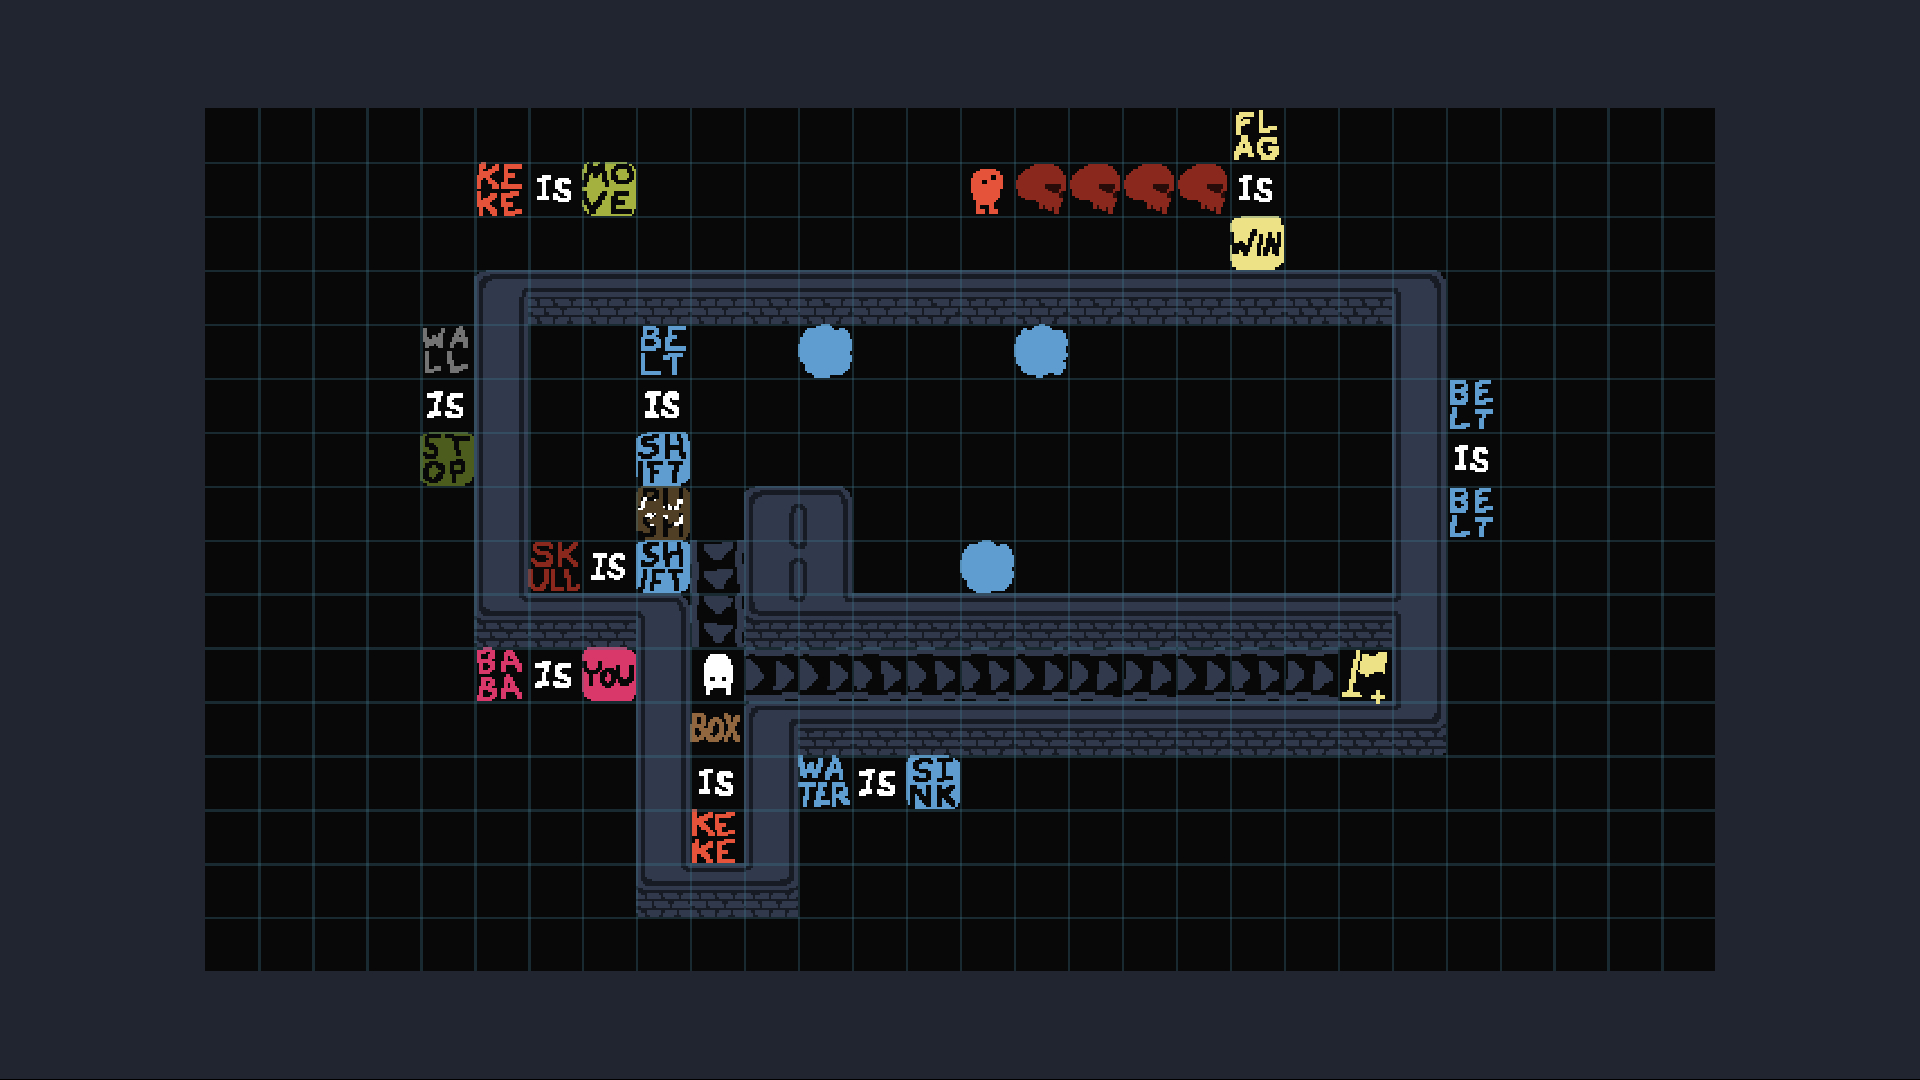 FLAG IS WIN
KEKE IS MOVE
WALL IS STOP
BELT IS SHIFT
BELT IS BELT
SKULL IS SHIFT
BABA IS YOU
BOX IS KEKE
WATER IS SINK